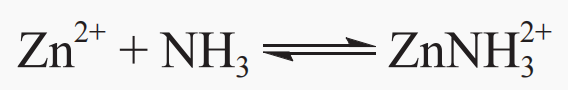 Zn²⁺ + NH₃ ⇌ ZnNH₃²⁺